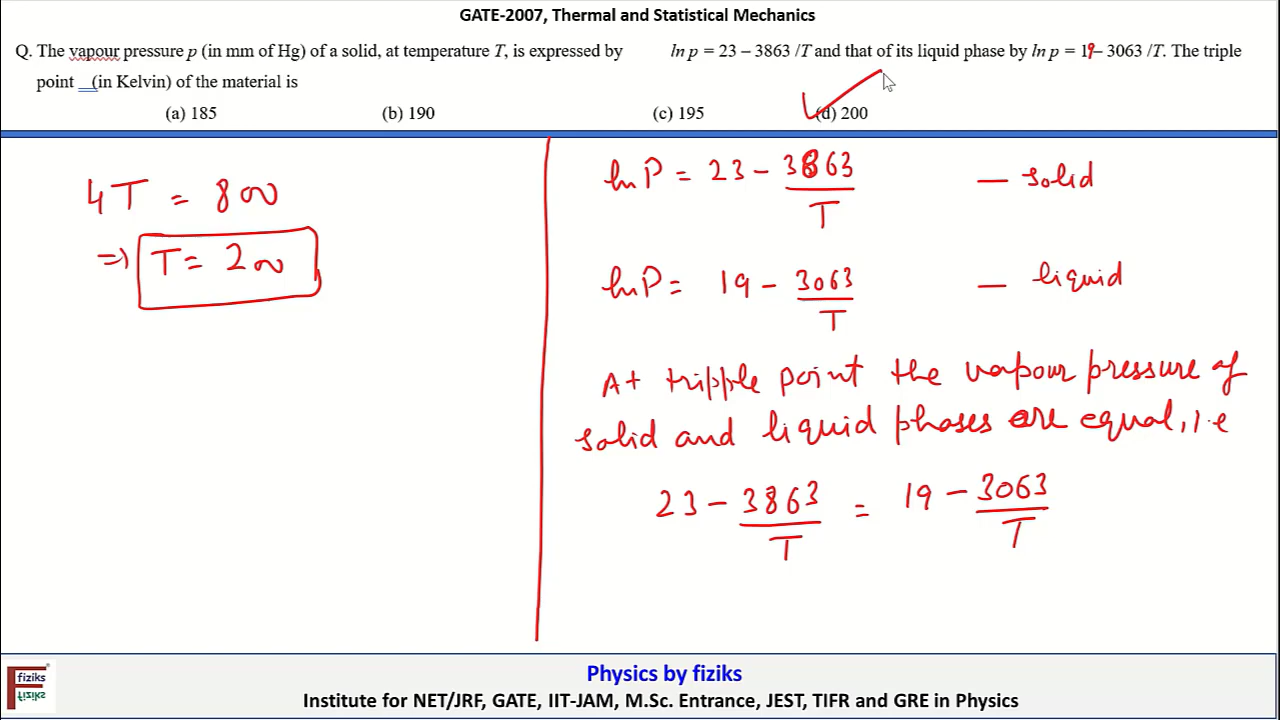 GATE-2007, Thermal and Statistical Mechanics
Q. The vapour pressure p (in mm of Hg) of a solid, at temperature T, is expressed by ln p = 23 – 3863 /T and that of its liquid phase by ln p = 19 – 3063 /T. The triple
point __(in Kelvin) of the material is
(a) 185 (b) 190 (c) 195 (d) 200
4T = 800
⇒ T = 200
ln P = 23 - 3863/T — solid
ln P = 19 - 3063/T — liquid
At tripple point the vapour pressure of
solid and liquid phases are equal, i.e
23 - 3863/T = 19 - 3063/T
fiziks
fiziks
Physics by fiziks
Institute for NET/JRF, GATE, IIT-JAM, M.Sc. Entrance, JEST, TIFR and GRE in Physics